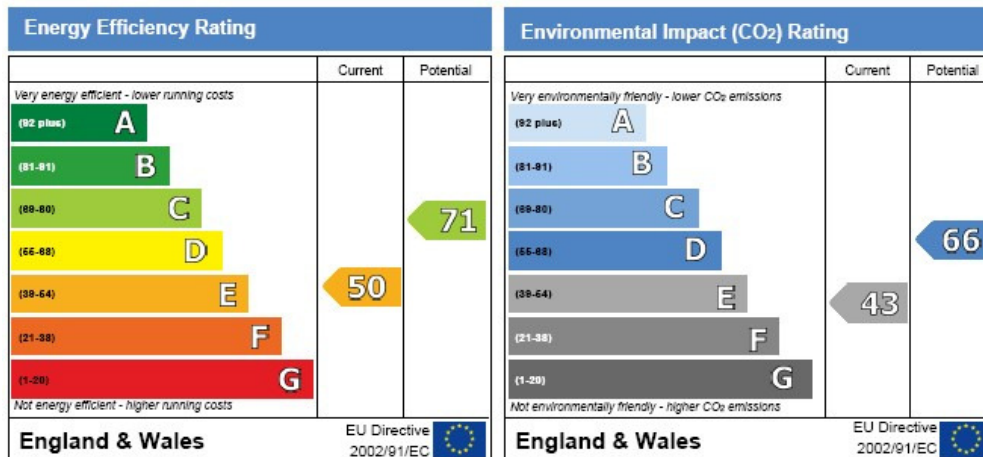 Energy Efficiency Rating
Current Potential
Very energy efficient - lower running costs
(92 plus) A
(81-91) B
(69-80) C
(55-68) D
(39-54) E
(21-38) F
(1-20) G
50
71
Not energy efficient - higher running costs
England & Wales
EU Directive
2002/91/EC
Environmental Impact (CO₂) Rating
Current Potential
Very environmentally friendly - lower CO₂ emissions
(92 plus) A
(81-91) B
(69-80) C
(55-68) D
(39-54) E
(21-38) F
(1-20) G
43
66
Not environmentally friendly - higher CO₂ emissions
England & Wales
EU Directive
2002/91/EC